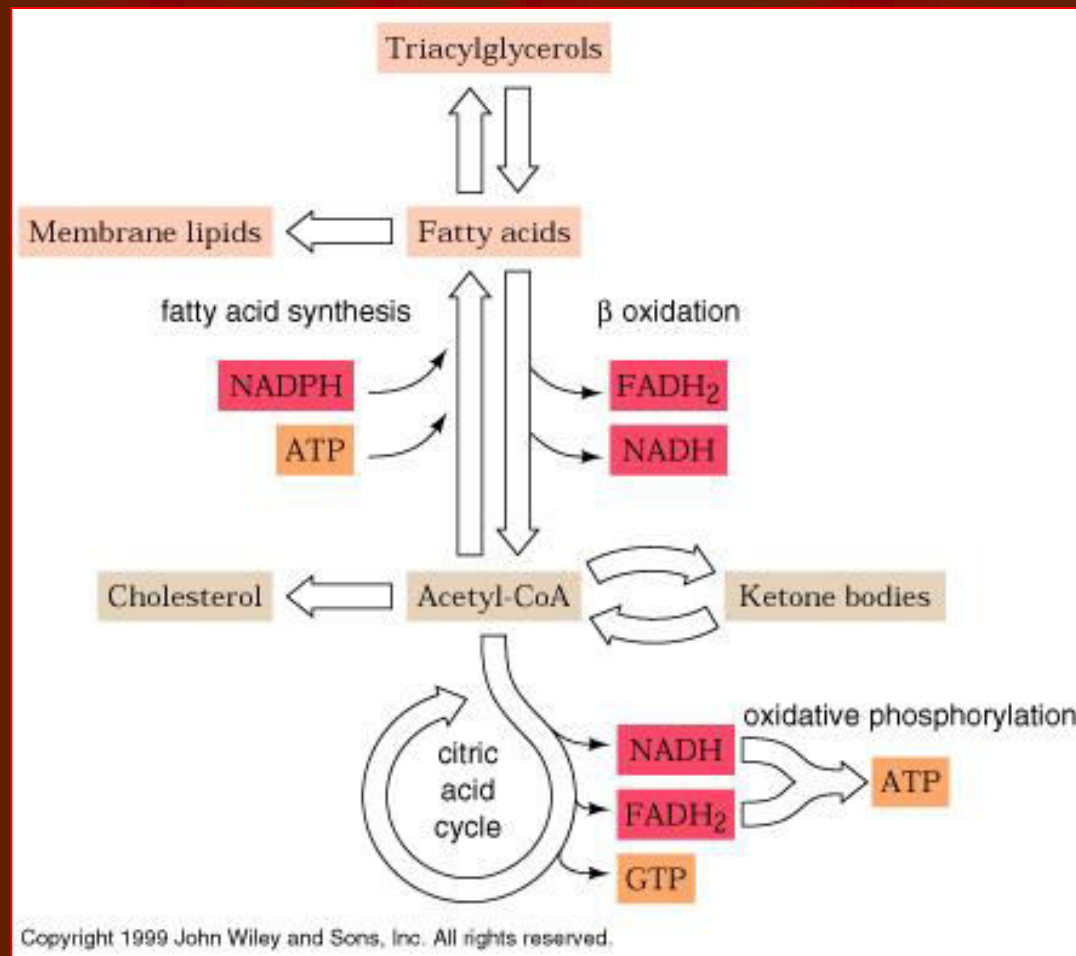 Triacylglycerols
Membrane lipids
Fatty acids
fatty acid synthesis
β oxidation
NADPH
FADH₂
ATP
NADH
Cholesterol
Acetyl-CoA
Ketone bodies
citric
acid
cycle
NADH
oxidative phosphorylation
FADH₂
ATP
GTP
Copyright 1999 John Wiley and Sons, Inc. All rights reserved.